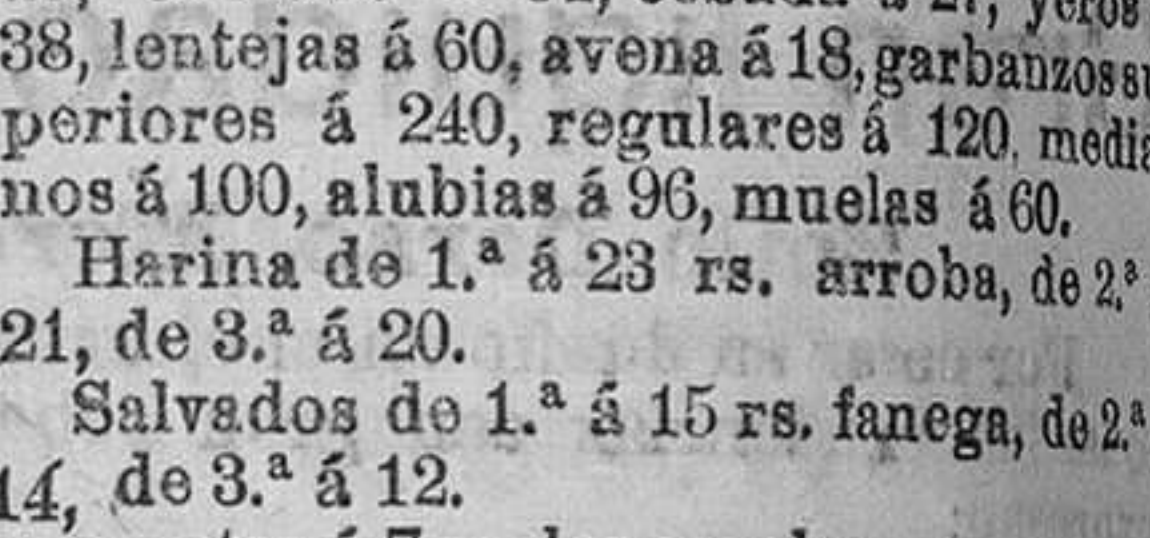 á 27, yeros
38, lentejas á 60, avena á 18, garbanzos su
periores á 240, regulares á 120, media
nos á 100, alubias á 96, muelas á 60.
Harina de 1.ª á 23 rs. arroba, de 2.ª
21, de 3.ª á 20.
Salvados de 1.ª á 15 rs. fanega, de 2.ª
14, de 3.ª á 12.